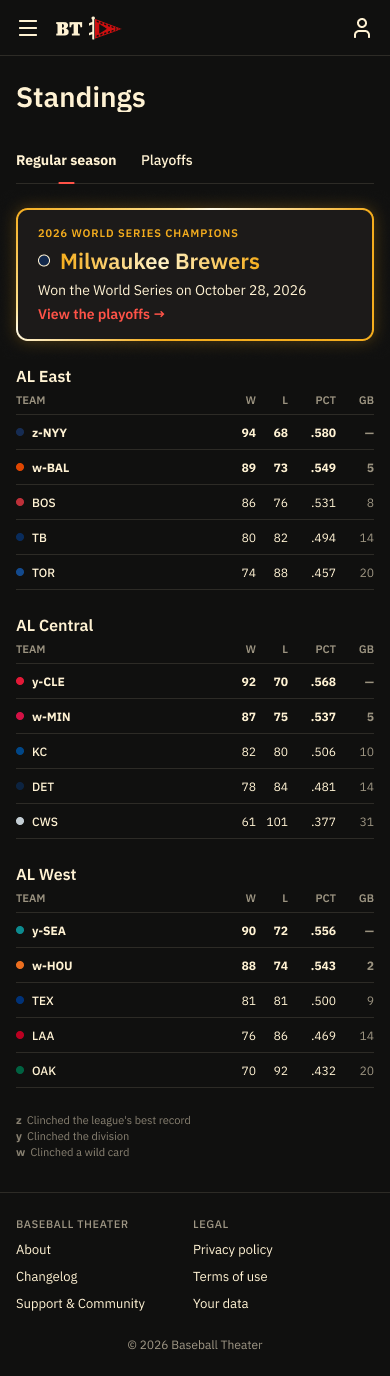 BT
Standings
Regular season Playoffs
2026 WORLD SERIES CHAMPIONS
Milwaukee Brewers
Won the World Series on October 28, 2026
View the playoffs →
AL East
TEAM W L PCT GB
z-NYY 94 68 .580 —
w-BAL 89 73 .549 5
BOS 86 76 .531 8
TB 80 82 .494 14
TOR 74 88 .457 20
AL Central
TEAM W L PCT GB
y-CLE 92 70 .568 —
w-MIN 87 75 .537 5
KC 82 80 .506 10
DET 78 84 .481 14
CWS 61 101 .377 31
AL West
TEAM W L PCT GB
y-SEA 90 72 .556 —
w-HOU 88 74 .543 2
TEX 81 81 .500 9
LAA 76 86 .469 14
OAK 70 92 .432 20
z Clinched the league's best record
y Clinched the division
w Clinched a wild card
BASEBALL THEATER LEGAL
About Privacy policy
Changelog Terms of use
Support & Community Your data
© 2026 Baseball Theater